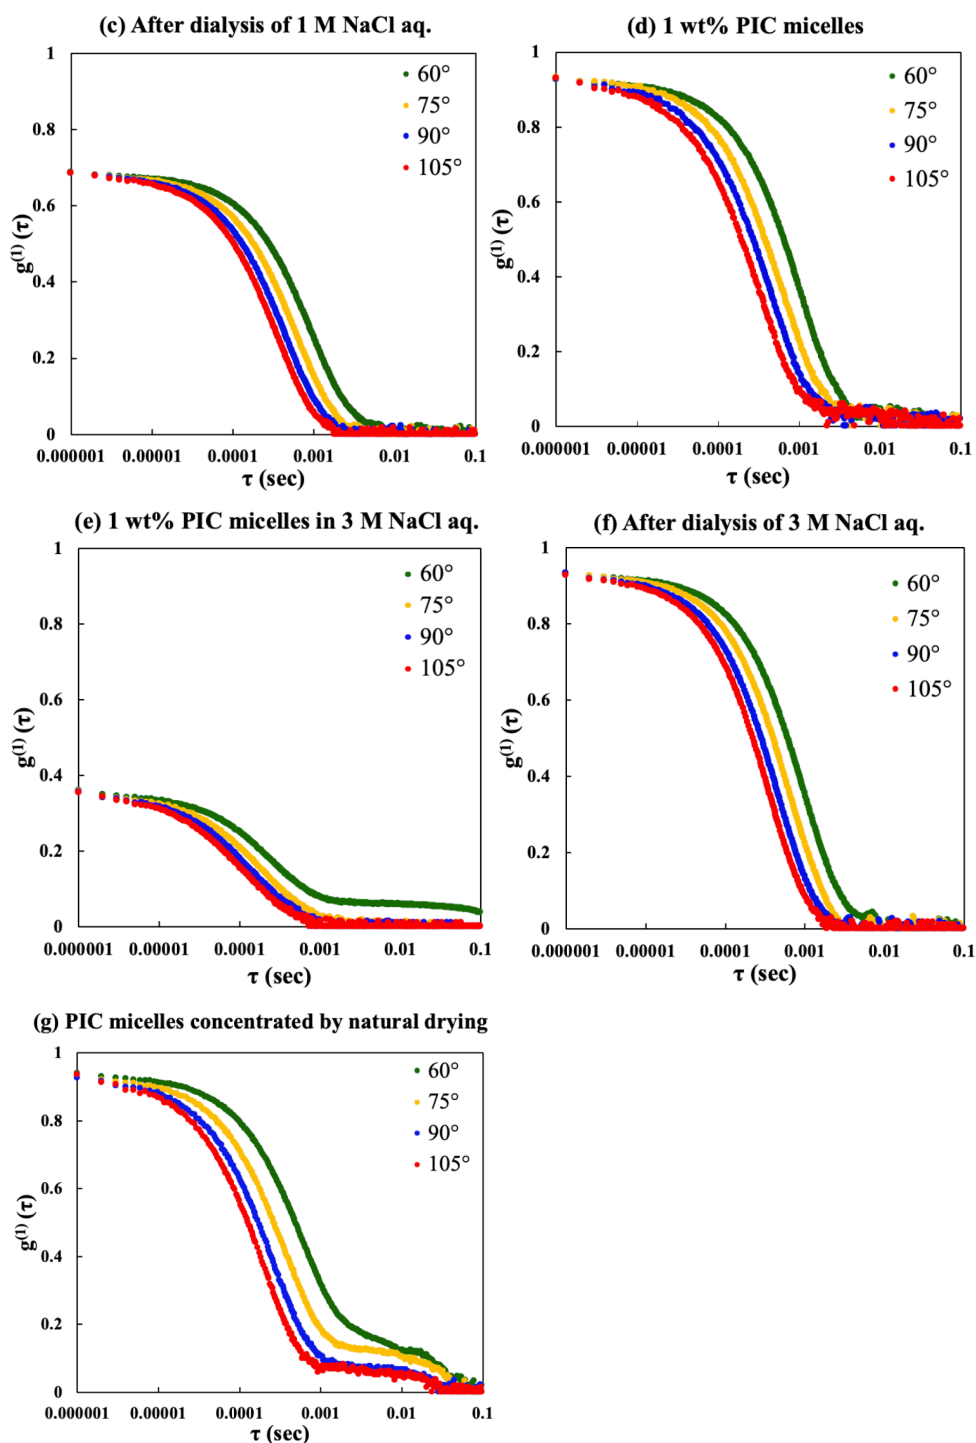 (c) After dialysis of 1 M NaCl aq.
1
0.8
0.6
0.4
0.2
0
g(1) (τ)
60°
75°
90°
105°
0.000001 0.00001 0.0001 0.001 0.01 0.1
τ (sec)
(d) 1 wt% PIC micelles
1
0.8
0.6
0.4
0.2
0
g(1) (τ)
60°
75°
90°
105°
0.000001 0.00001 0.0001 0.001 0.01 0.1
τ (sec)
(e) 1 wt% PIC micelles in 3 M NaCl aq.
1
0.8
0.6
0.4
0.2
0
g(1) (τ)
60°
75°
90°
105°
0.000001 0.00001 0.0001 0.001 0.01 0.1
τ (sec)
(f) After dialysis of 3 M NaCl aq.
1
0.8
0.6
0.4
0.2
0
g(1) (τ)
60°
75°
90°
105°
0.000001 0.00001 0.0001 0.001 0.01 0.1
τ (sec)
(g) PIC micelles concentrated by natural drying
1
0.8
0.6
0.4
0.2
0
g(1) (τ)
60°
75°
90°
105°
0.000001 0.00001 0.0001 0.001 0.01 0.1
τ (sec)